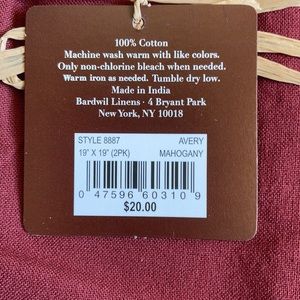 100% Cotton
Machine wash warm with like colors.
Only non-chlorine bleach when needed.
Warm iron as needed. Tumble dry low.
Made in India
Bardwil Linens · 4 Bryant Park
New York, NY 10018
STYLE 8887 AVERY
19" X 19" (2PK) MAHOGANY
0 47596 60310 9
$20.00